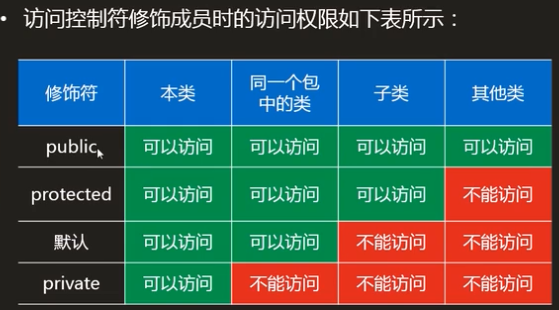 • 访问控制符修饰成员时的访问权限如下表所示：
修饰符 本类 同一个包中的类 子类 其他类
public 可以访问 可以访问 可以访问 可以访问
protected 可以访问 可以访问 可以访问 不能访问
默认 可以访问 可以访问 不能访问 不能访问
private 可以访问 不能访问 不能访问 不能访问